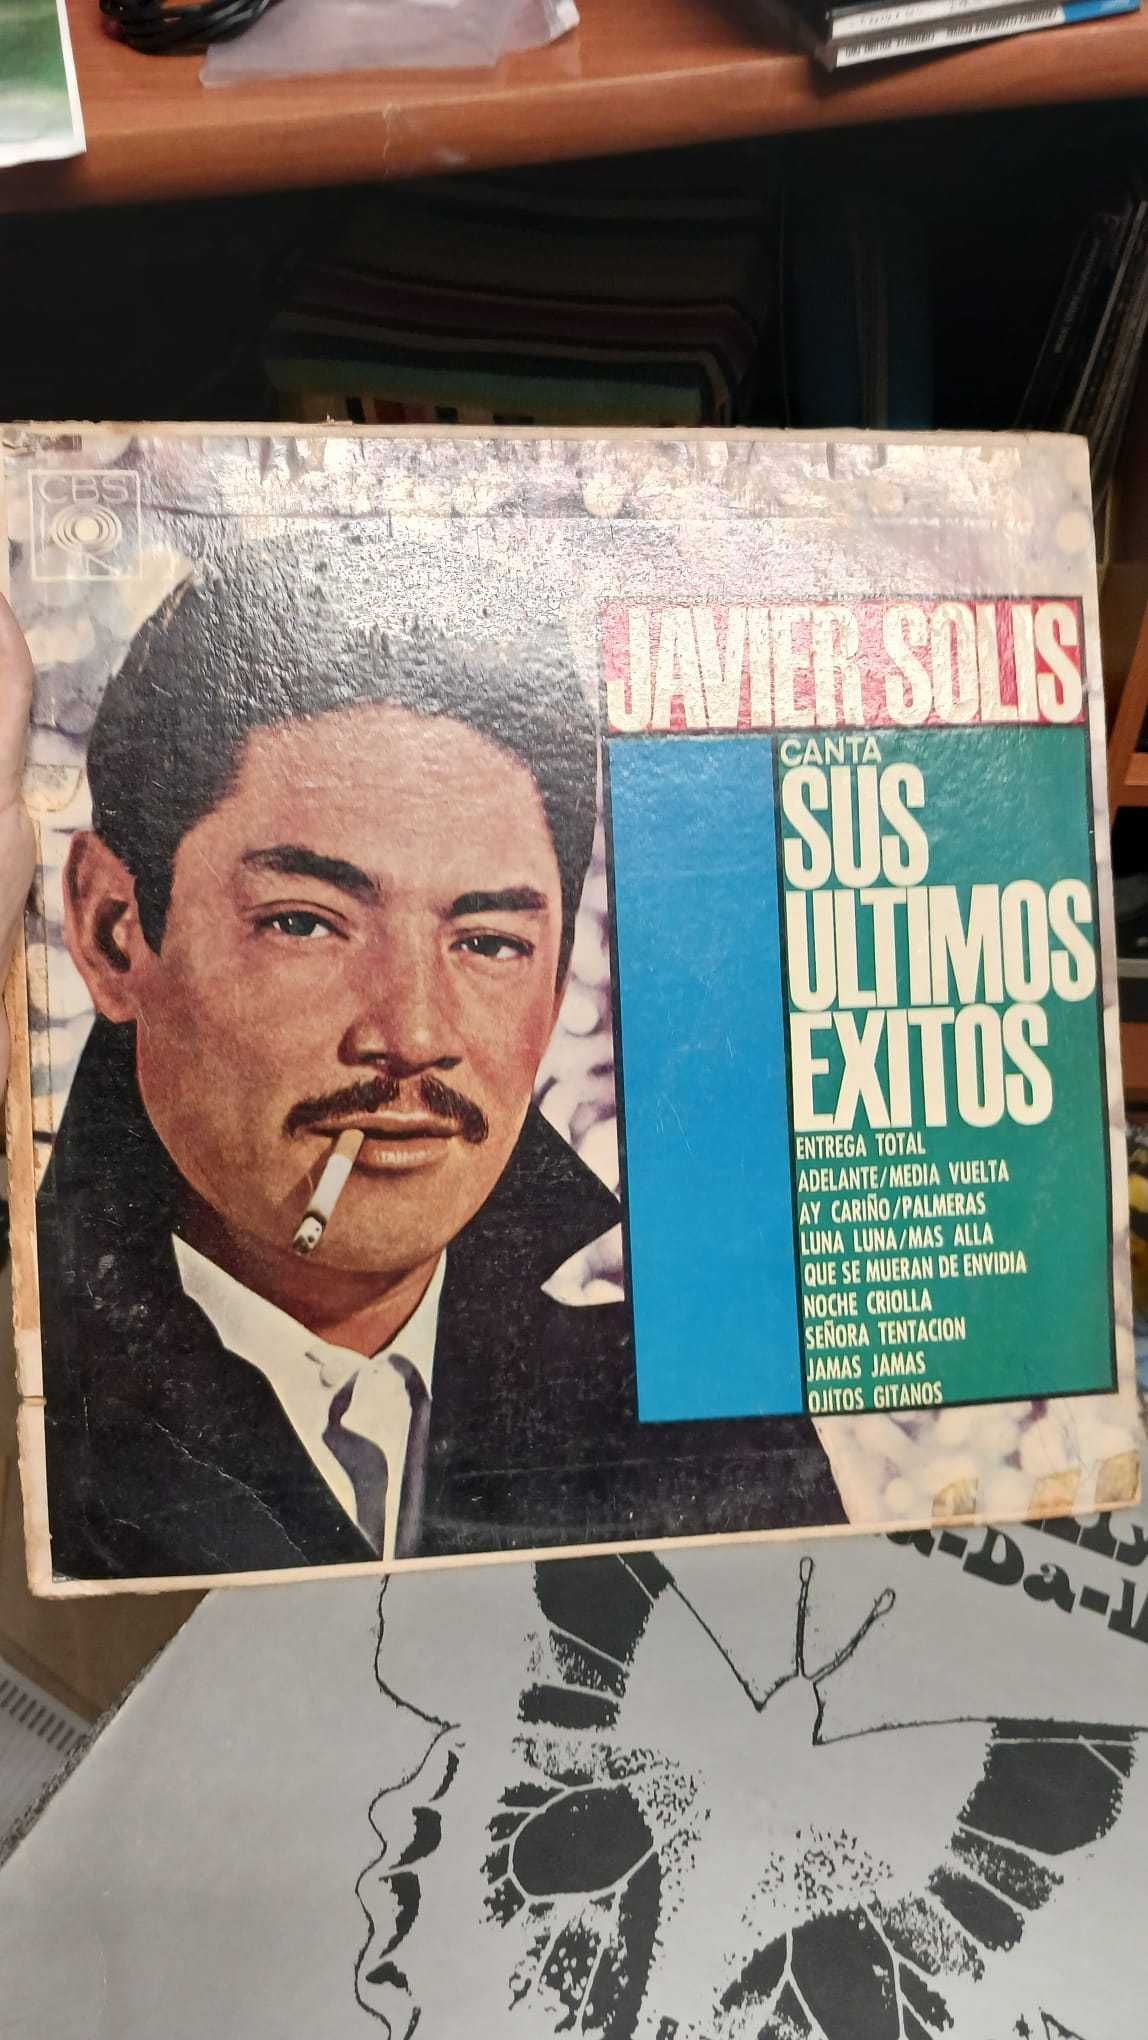 CBS
JAVIER SOLIS
CANTA
SUS
ULTIMOS
EXITOS
ENTREGA TOTAL
ADELANTE/MEDIA VUELTA
AY CARIÑO/PALMERAS
LUNA LUNA/MAS ALLA
QUE SE MUERAN DE ENVIDIA
NOCHE CRIOLLA
SEÑORA TENTACION
JAMAS JAMAS
OJITOS GITANOS